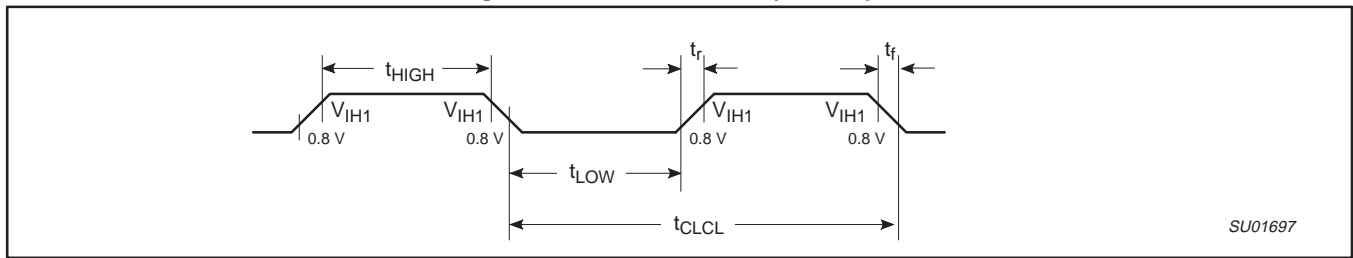 tr
tf
tHIGH
VIH1
VIH1
VIH1
VIH1
0.8 V
0.8 V
0.8 V
0.8 V
tLOW
tCLCL
SU01697